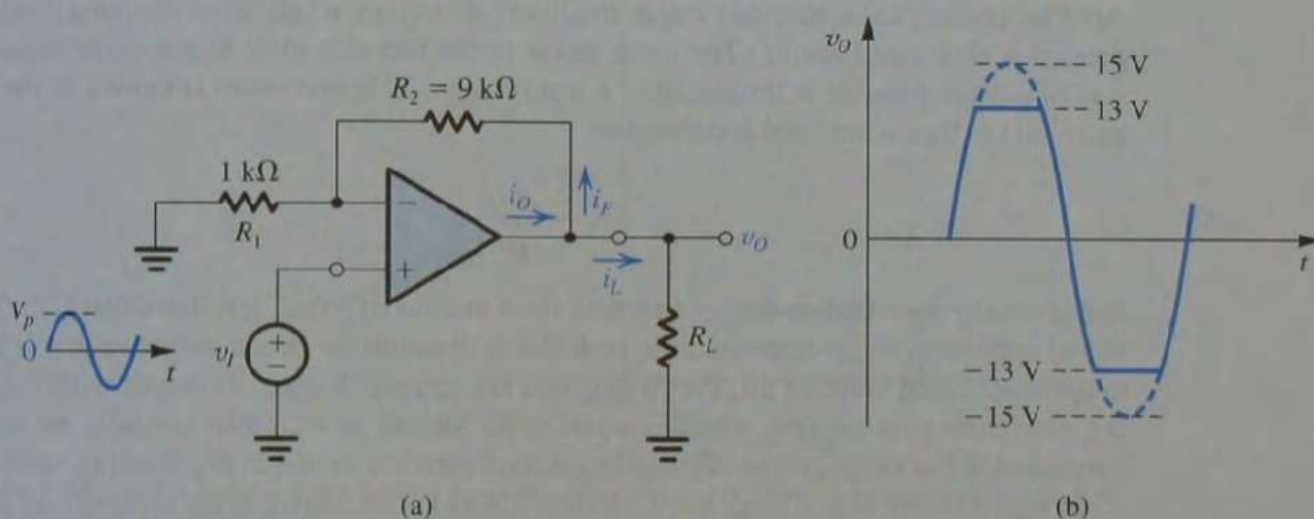 R₂ = 9 kΩ
1 kΩ
R₁
−
+
i_O
i_F
i_L
v_O
R_L
V_p
0
t
v_I
+
−
(a)
v_O
15 V
13 V
0
t
−13 V
−15 V
(b)